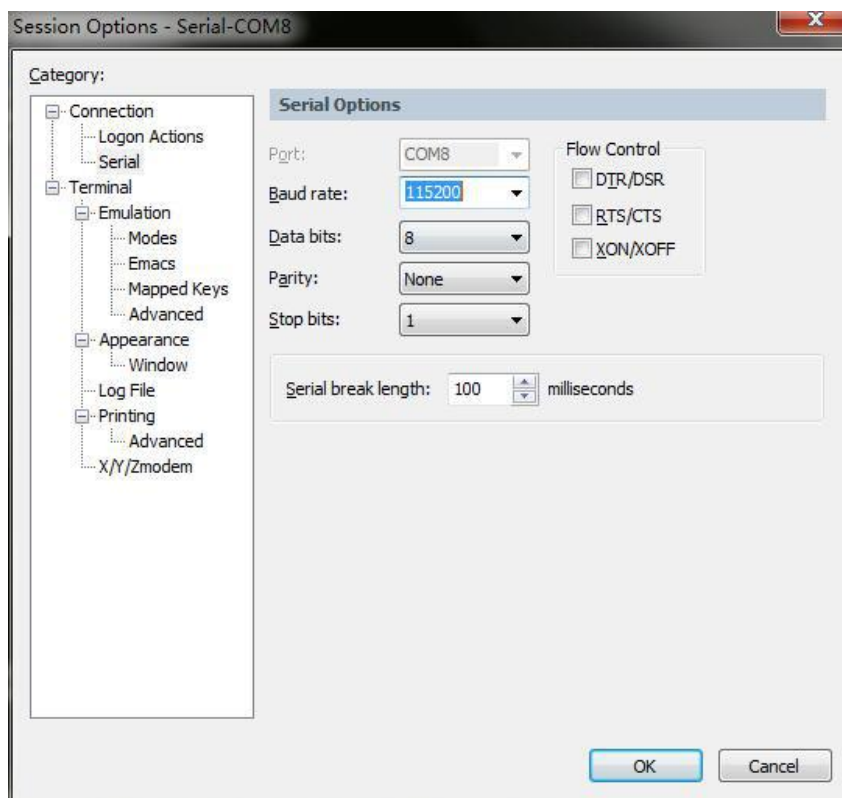 Session Options - Serial-COM8
Category:
Connection
Logon Actions
Serial
Terminal
Emulation
Modes
Emacs
Mapped Keys
Advanced
Appearance
Window
Log File
Printing
Advanced
X/Y/Zmodem
Serial Options
Port: COM8
Baud rate: 115200
Data bits: 8
Parity: None
Stop bits: 1
Flow Control
DTR/DSR
RTS/CTS
XON/XOFF
Serial break length: 100 milliseconds
OK Cancel